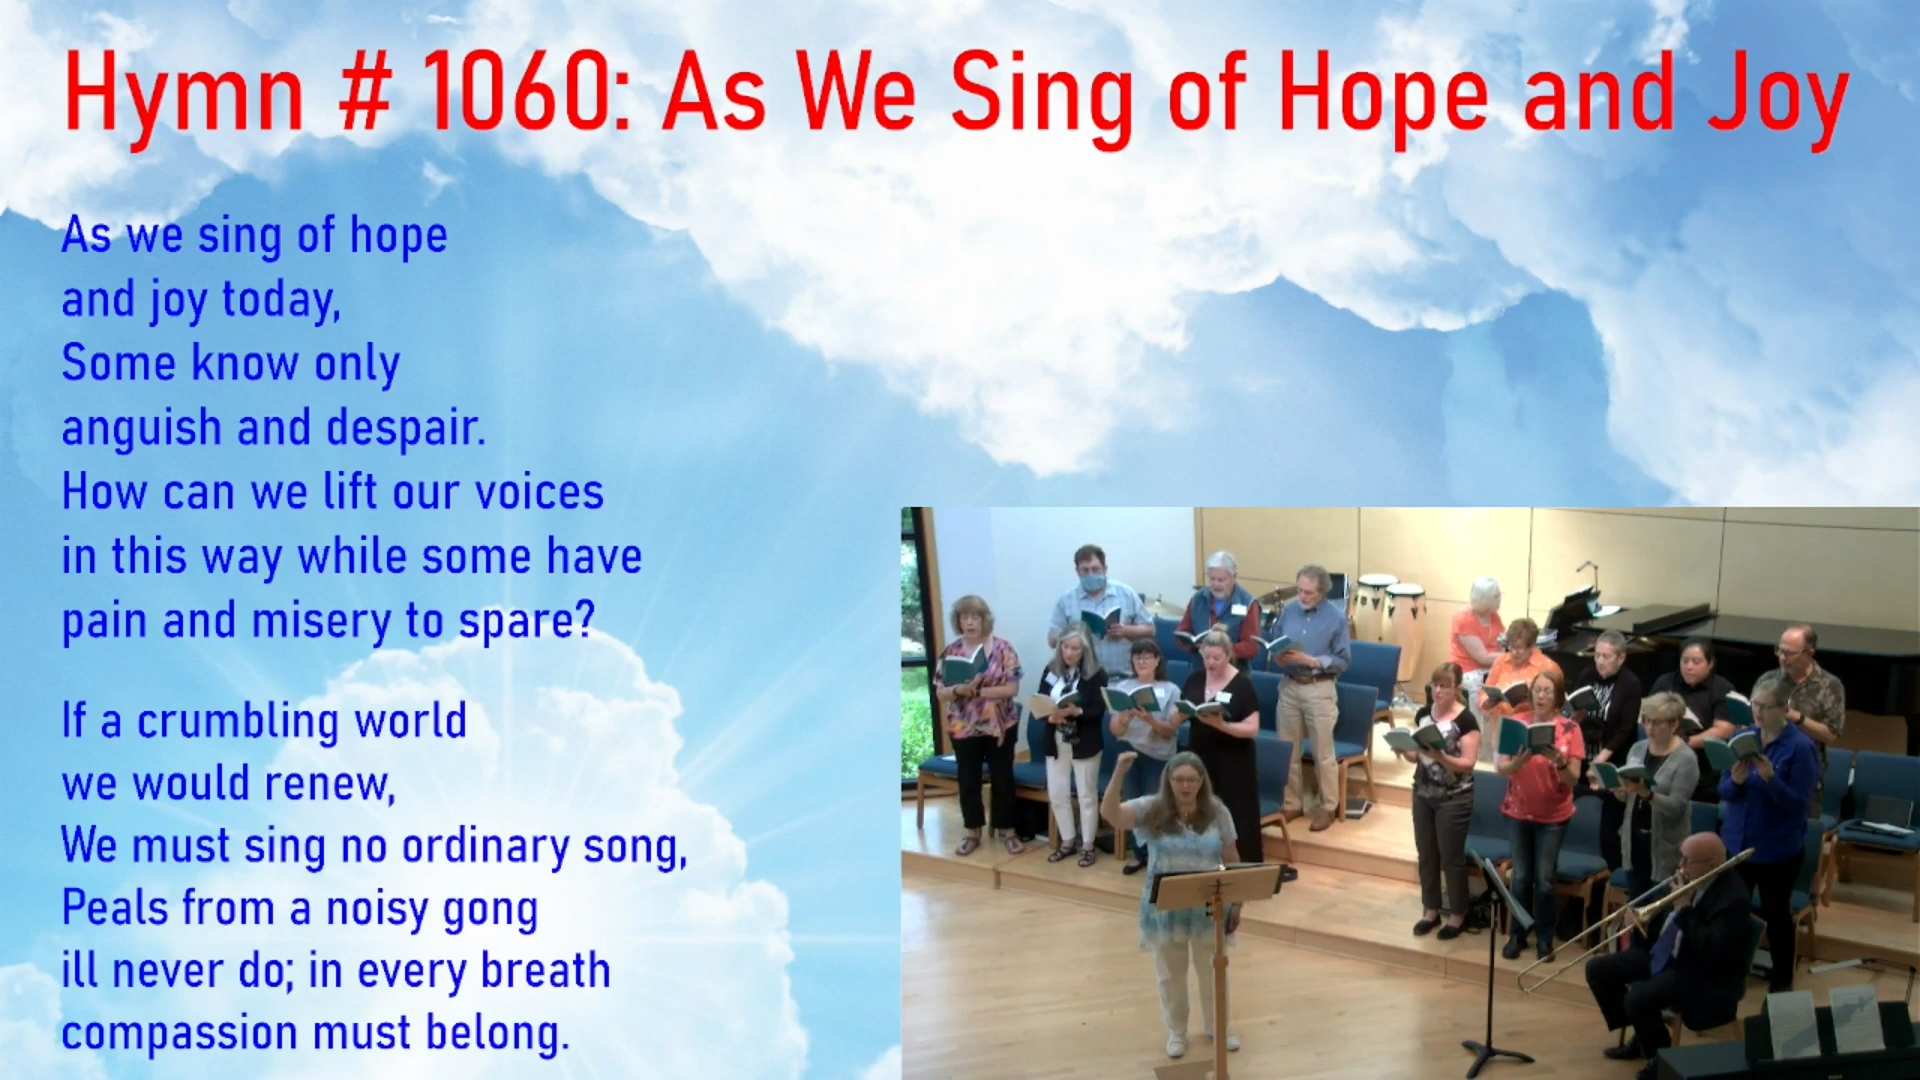 Hymn # 1060: As We Sing of Hope and Joy
As we sing of hope
and joy today,
Some know only
anguish and despair.
How can we lift our voices
in this way while some have
pain and misery to spare?
If a crumbling world
we would renew,
We must sing no ordinary song,
Peals from a noisy gong
ill never do; in every breath
compassion must belong.